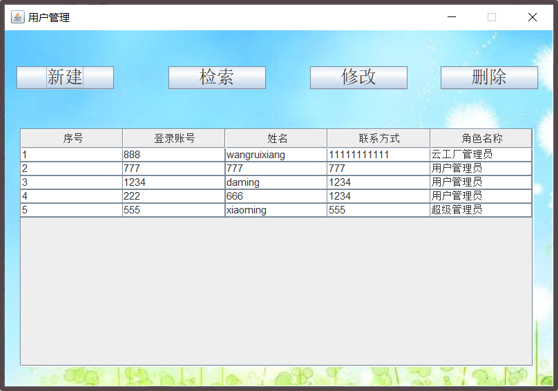 用户管理
新建 检索 修改 删除
序号 登录账号 姓名 联系方式 角色名称
1 888 wangruixiang 11111111111 云工厂管理员
2 777 777 777 用户管理员
3 1234 daming 1234 用户管理员
4 222 666 1234 用户管理员
5 555 xiaoming 555 超级管理员